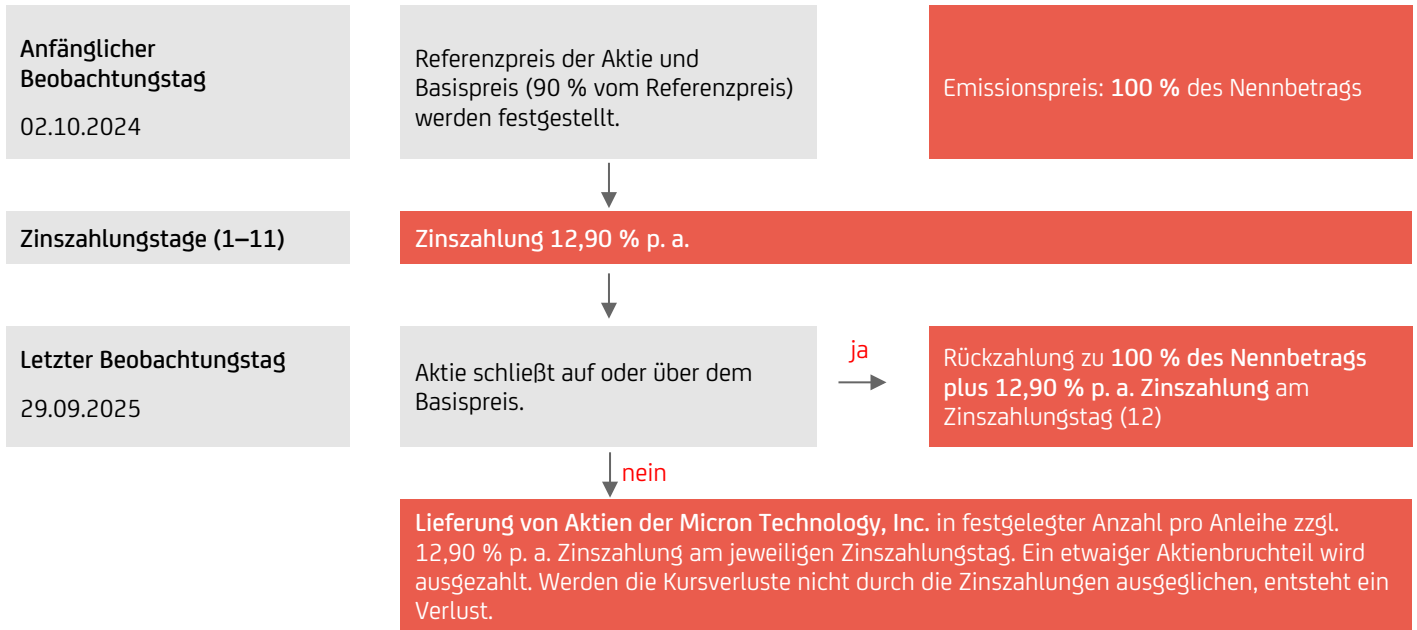 Anfänglicher
Beobachtungstag
02.10.2024
Referenzpreis der Aktie und
Basispreis (90 % vom Referenzpreis)
werden festgestellt.
Emissionspreis: 100 % des Nennbetrags
Zinszahlungstage (1–11)
Zinszahlung 12,90 % p. a.
Letzter Beobachtungstag
29.09.2025
Aktie schließt auf oder über dem
Basispreis.
ja
Rückzahlung zu 100 % des Nennbetrags
plus 12,90 % p. a. Zinszahlung am
Zinszahlungstag (12)
nein
Lieferung von Aktien der Micron Technology, Inc. in festgelegter Anzahl pro Anleihe zzgl.
12,90 % p. a. Zinszahlung am jeweiligen Zinszahlungstag. Ein etwaiger Aktienbruchteil wird
ausgezahlt. Werden die Kursverluste nicht durch die Zinszahlungen ausgeglichen, entsteht ein
Verlust.